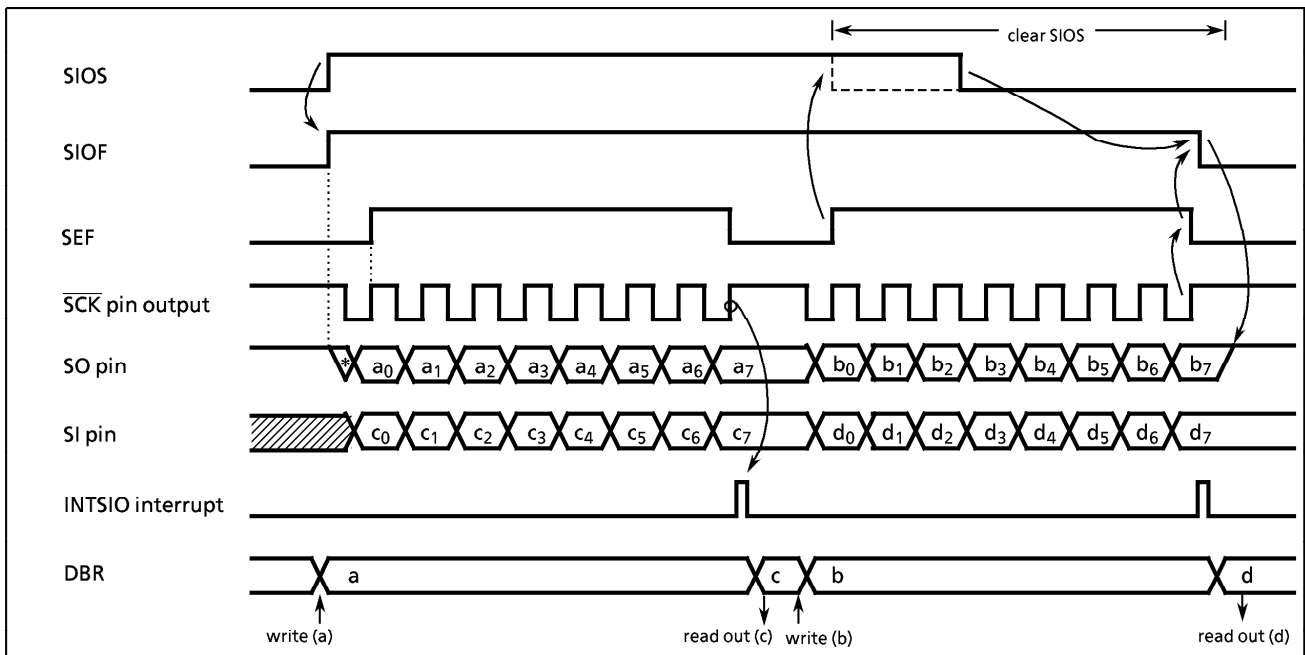 clear SIOS
SIOS
SIOF
SEF
SCK pin output
SO pin * a0 a1 a2 a3 a4 a5 a6 a7 b0 b1 b2 b3 b4 b5 b6 b7
SI pin c0 c1 c2 c3 c4 c5 c6 c7 d0 d1 d2 d3 d4 d5 d6 d7
INTSIO interrupt
DBR a c b d
write (a) read out (c) write (b) read out (d)